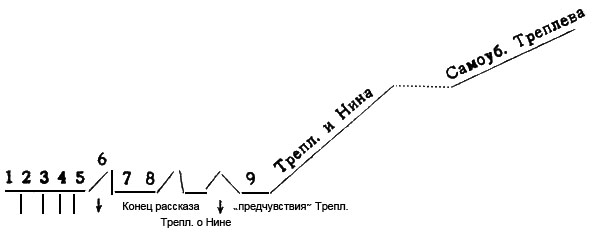 Самоуб. Треплева
Трепл. и Нина
6
1 2 3 4 5 7 8 9
Конец рассказа „предчувствия“ Трепл.
Трепл. о Нине